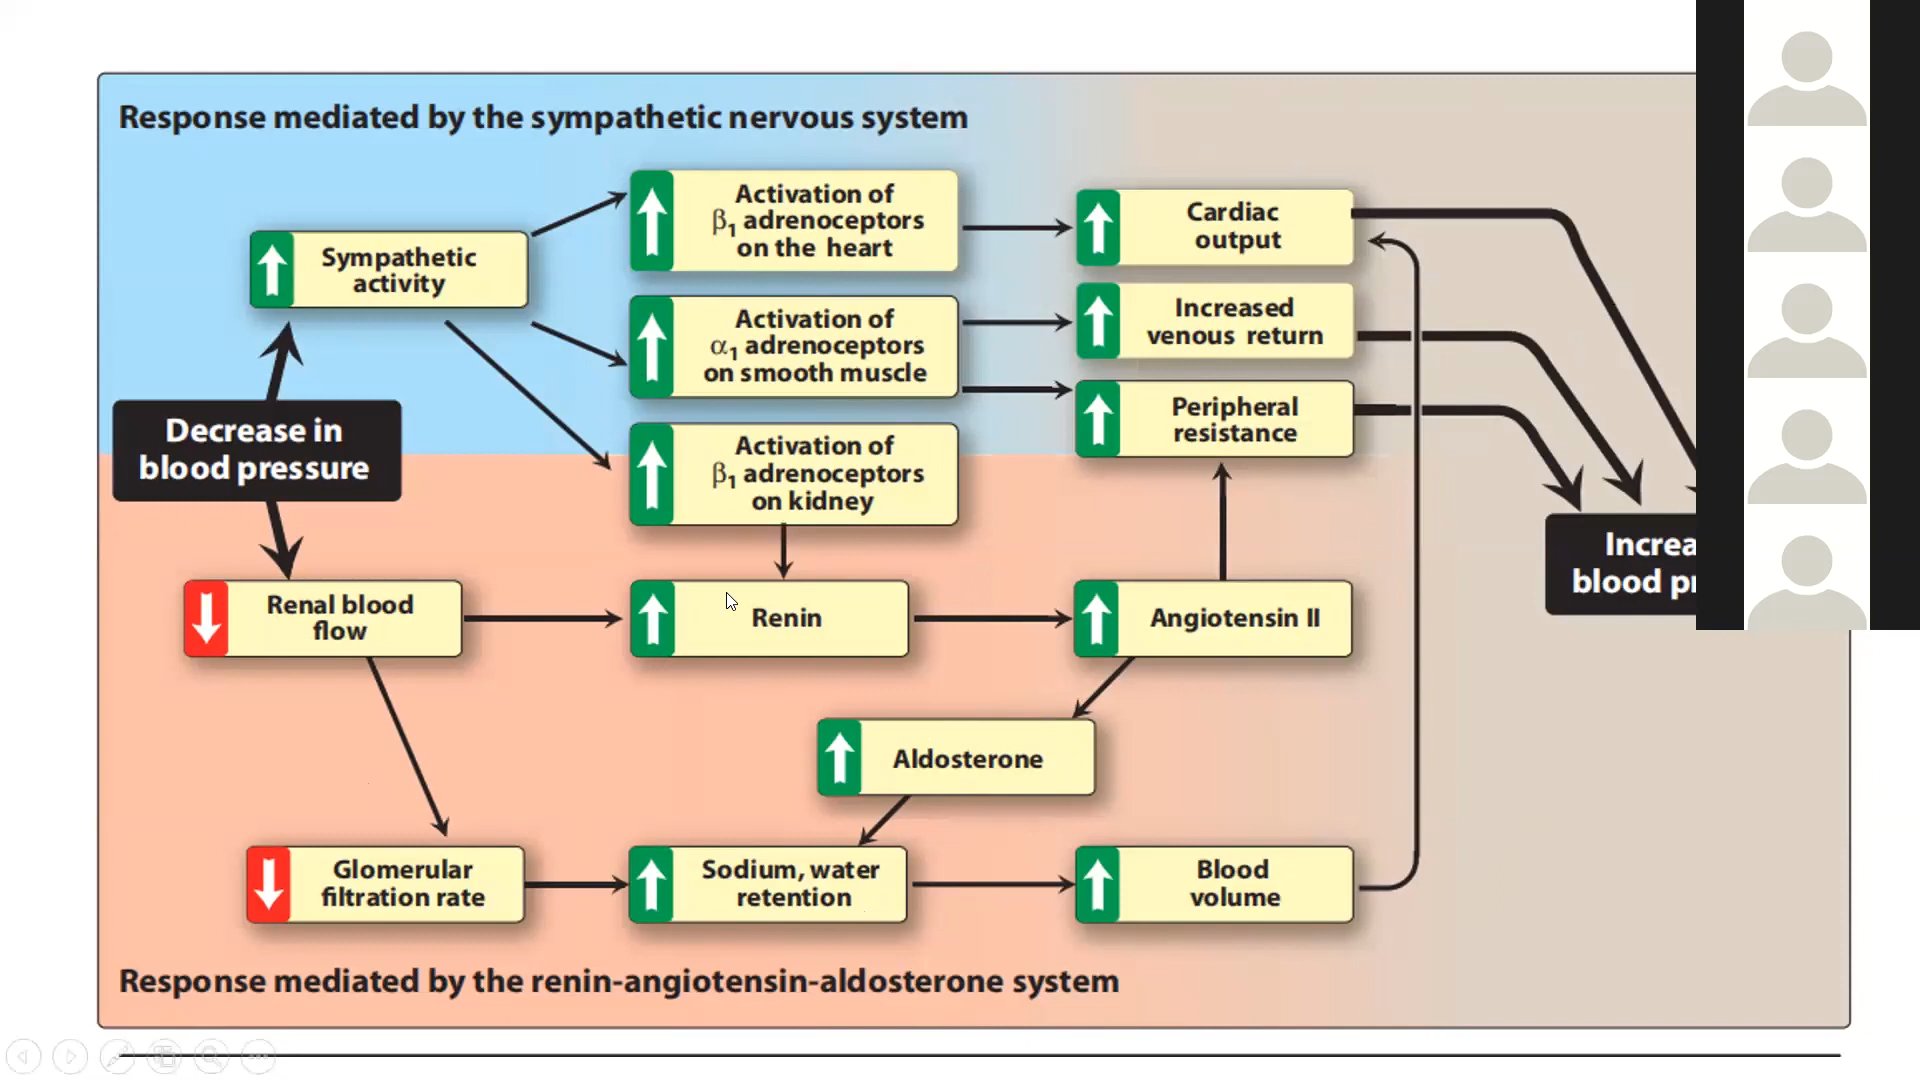 Response mediated by the sympathetic nervous system
Activation of
β1 adrenoceptors
on the heart
Cardiac
output
Sympathetic
activity
Activation of
α1 adrenoceptors
on smooth muscle
Increased
venous return
Peripheral
resistance
Decrease in
blood pressure
Activation of
β1 adrenoceptors
on kidney
Renal blood
flow
Renin
Angiotensin II
Aldosterone
Glomerular
filtration rate
Sodium, water
retention
Blood
volume
blood
Response mediated by the renin-angiotensin-aldosterone system